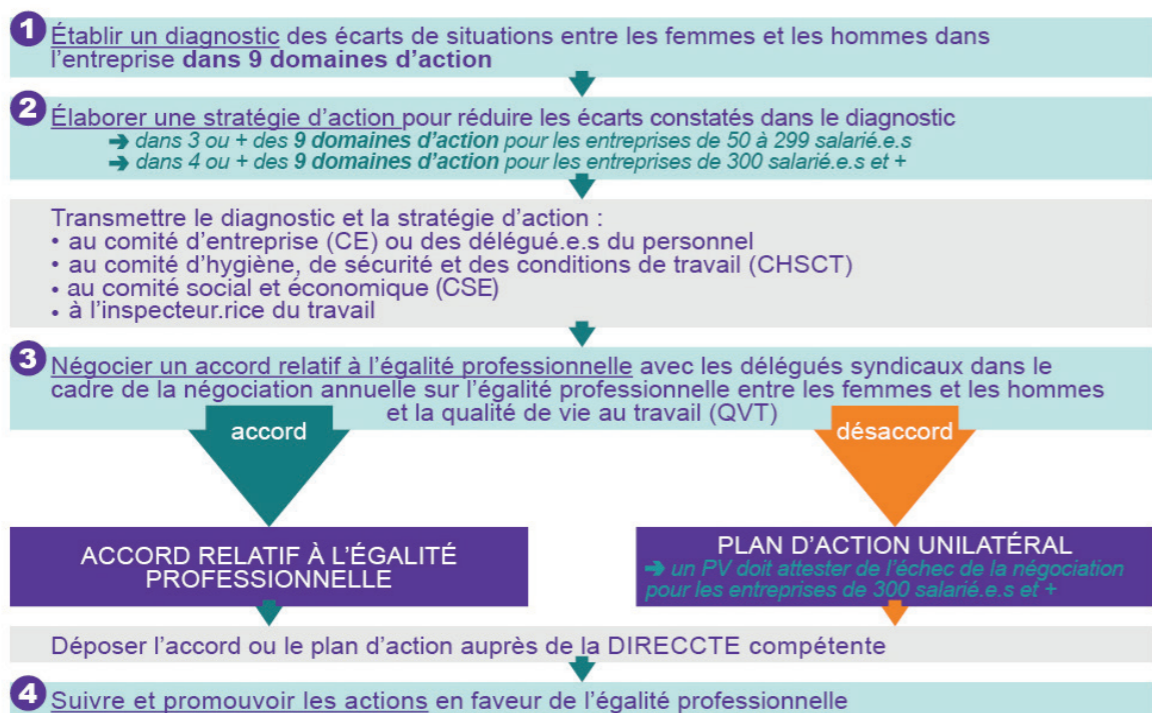 1 Établir un diagnostic des écarts de situations entre les femmes et les hommes dans
l'entreprise dans 9 domaines d'action
2 Élaborer une stratégie d'action pour réduire les écarts constatés dans le diagnostic
➔ dans 3 ou + des 9 domaines d'action pour les entreprises de 50 à 299 salarié.e.s
➔ dans 4 ou + des 9 domaines d'action pour les entreprises de 300 salarié.e.s et +
Transmettre le diagnostic et la stratégie d'action :
• au comité d'entreprise (CE) ou des délégué.e.s du personnel
• au comité d'hygiène, de sécurité et des conditions de travail (CHSCT)
• au comité social et économique (CSE)
• à l'inspecteur.rice du travail
3 Négocier un accord relatif à l'égalité professionnelle avec les délégués syndicaux dans le
cadre de la négociation annuelle sur l'égalité professionnelle entre les femmes et les hommes
et la qualité de vie au travail (QVT)
accord
désaccord
ACCORD RELATIF À L'ÉGALITÉ
PROFESSIONNELLE
PLAN D'ACTION UNILATÉRAL
➔ un PV doit attester de l'échec de la négociation
pour les entreprises de 300 salarié.e.s et +
Déposer l'accord ou le plan d'action auprès de la DIRECCTE compétente
4 Suivre et promouvoir les actions en faveur de l'égalité professionnelle